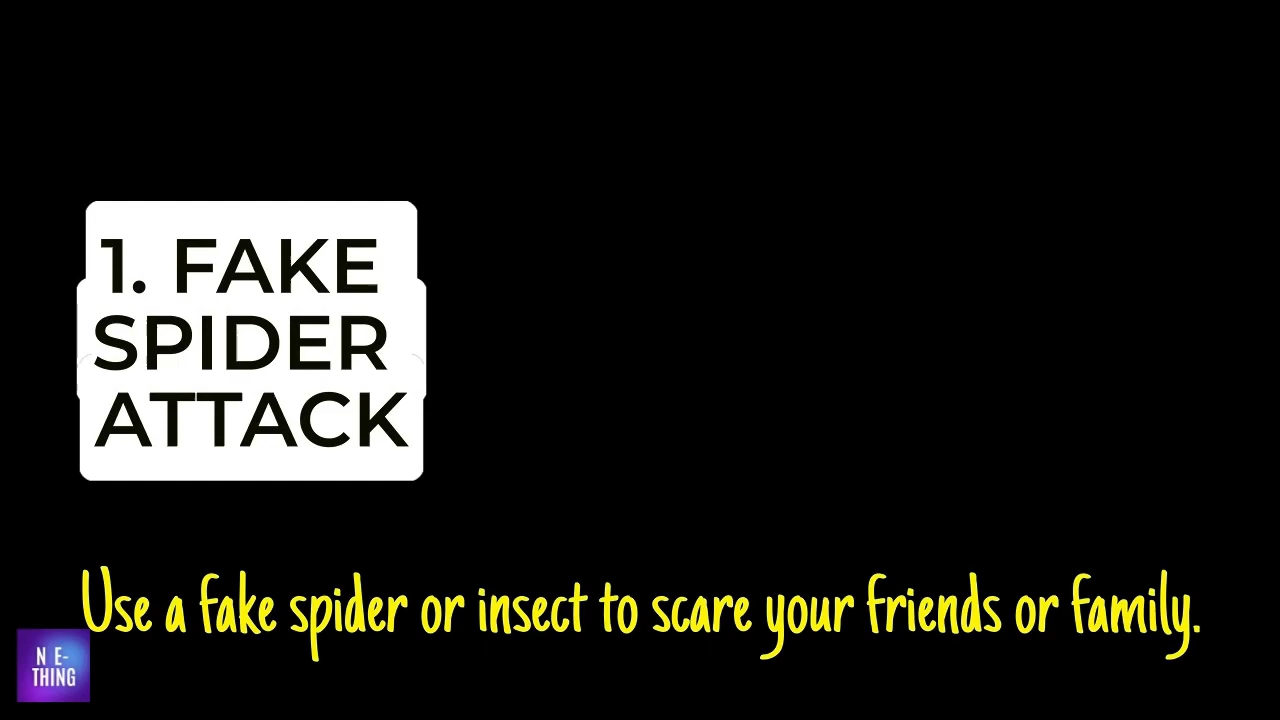 1. FAKE
SPIDER
ATTACK
Use a fake spider or insect to scare your friends or family.
N E-
THING